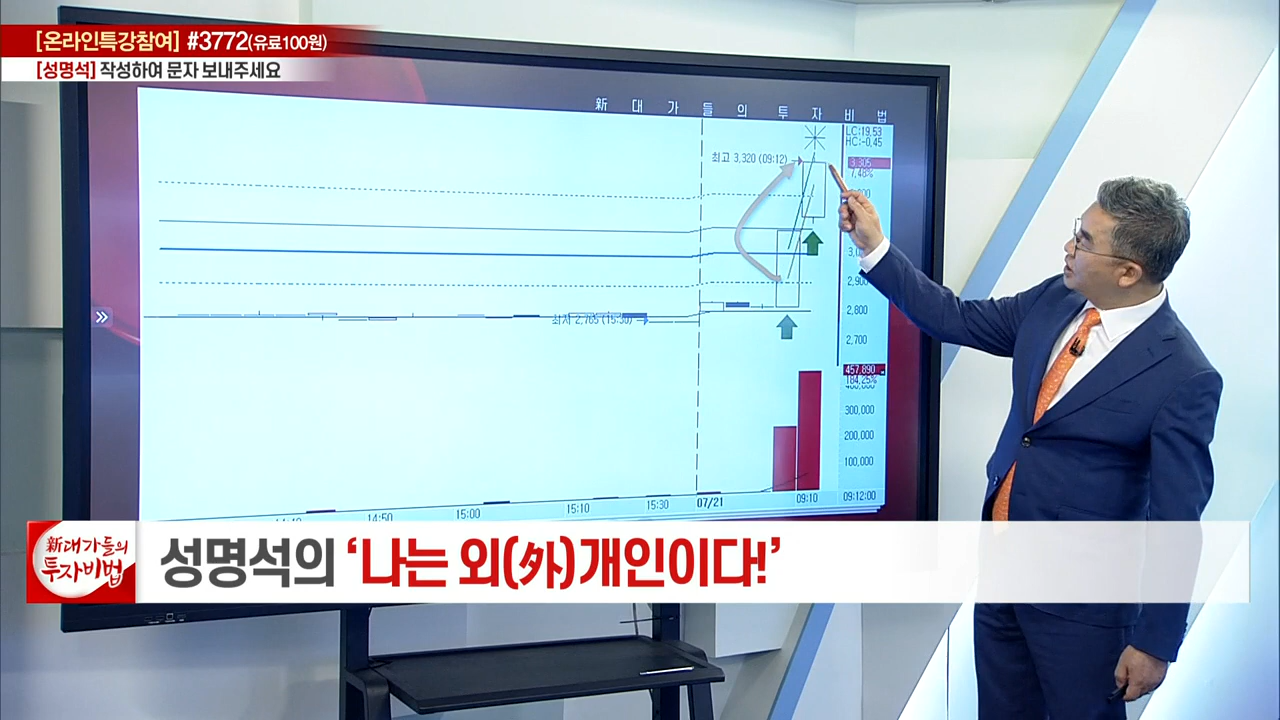 [온라인특강참여] #3772(유료100원)
[성명석] 작성하여 문자 보내주세요
新 대 가 들 의 투 자 비 법
LC:19.53
HC:-0.45
최고 3,320 (09:12)
3,305
7.48%
2,900
2,800
최저 2,765 (15:30)
2,700
457,890
184.25%
400,000
300,000
200,000
100,000
14:50 15:00 15:10 15:30 07/21 09:10 09:12:00
新대가들의
투자비법
성명석의 ‘나는 외(外)개인이다!’